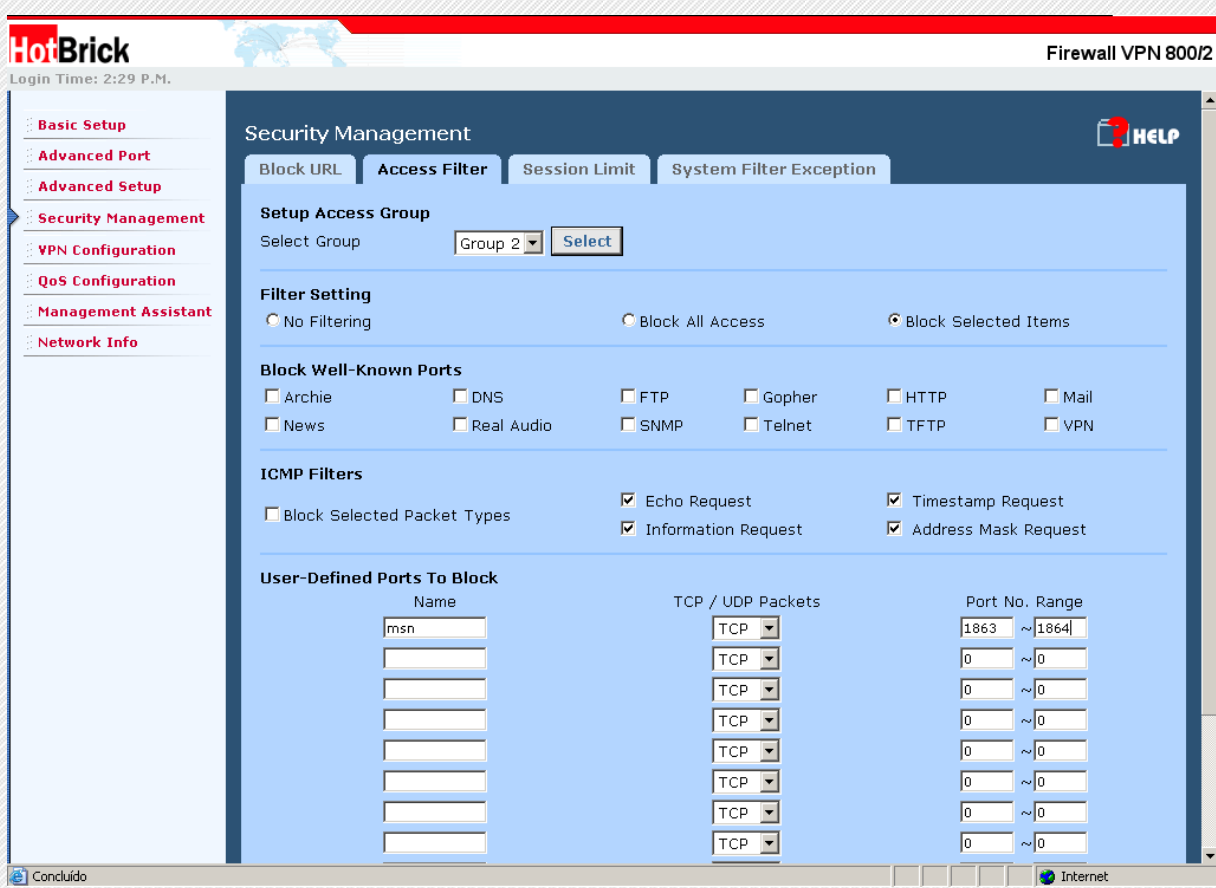 HotBrick
Firewall VPN 800/2
Login Time: 2:29 P.M.
Basic Setup
Advanced Port
Advanced Setup
Security Management
VPN Configuration
QoS Configuration
Management Assistant
Network Info
Security Management
HELP
Block URL Access Filter Session Limit System Filter Exception
Setup Access Group
Select Group Group 2 Select
Filter Setting
No Filtering Block All Access Block Selected Items
Block Well-Known Ports
Archie DNS FTP Gopher HTTP Mail
News Real Audio SNMP Telnet TFTP VPN
ICMP Filters
Block Selected Packet Types
Echo Request Timestamp Request
Information Request Address Mask Request
User-Defined Ports To Block
Name TCP / UDP Packets Port No. Range
msn TCP 1863 ~ 1864
TCP 0 ~ 0
TCP 0 ~ 0
TCP 0 ~ 0
TCP 0 ~ 0
TCP 0 ~ 0
TCP 0 ~ 0
TCP 0 ~ 0
Concluído
Internet